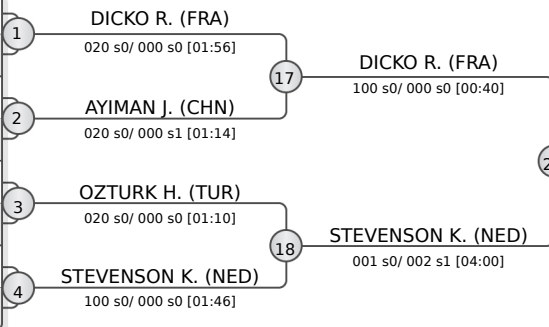 DICKO R. (FRA)
1
020 s0/ 000 s0 [01:56]
17
DICKO R. (FRA)
100 s0/ 000 s0 [00:40]
2
AYIMAN J. (CHN)
020 s0/ 000 s1 [01:14]
3
OZTURK H. (TUR)
020 s0/ 000 s0 [01:10]
18
STEVENSON K. (NED)
001 s0/ 002 s1 [04:00]
4
STEVENSON K. (NED)
100 s0/ 000 s0 [01:46]